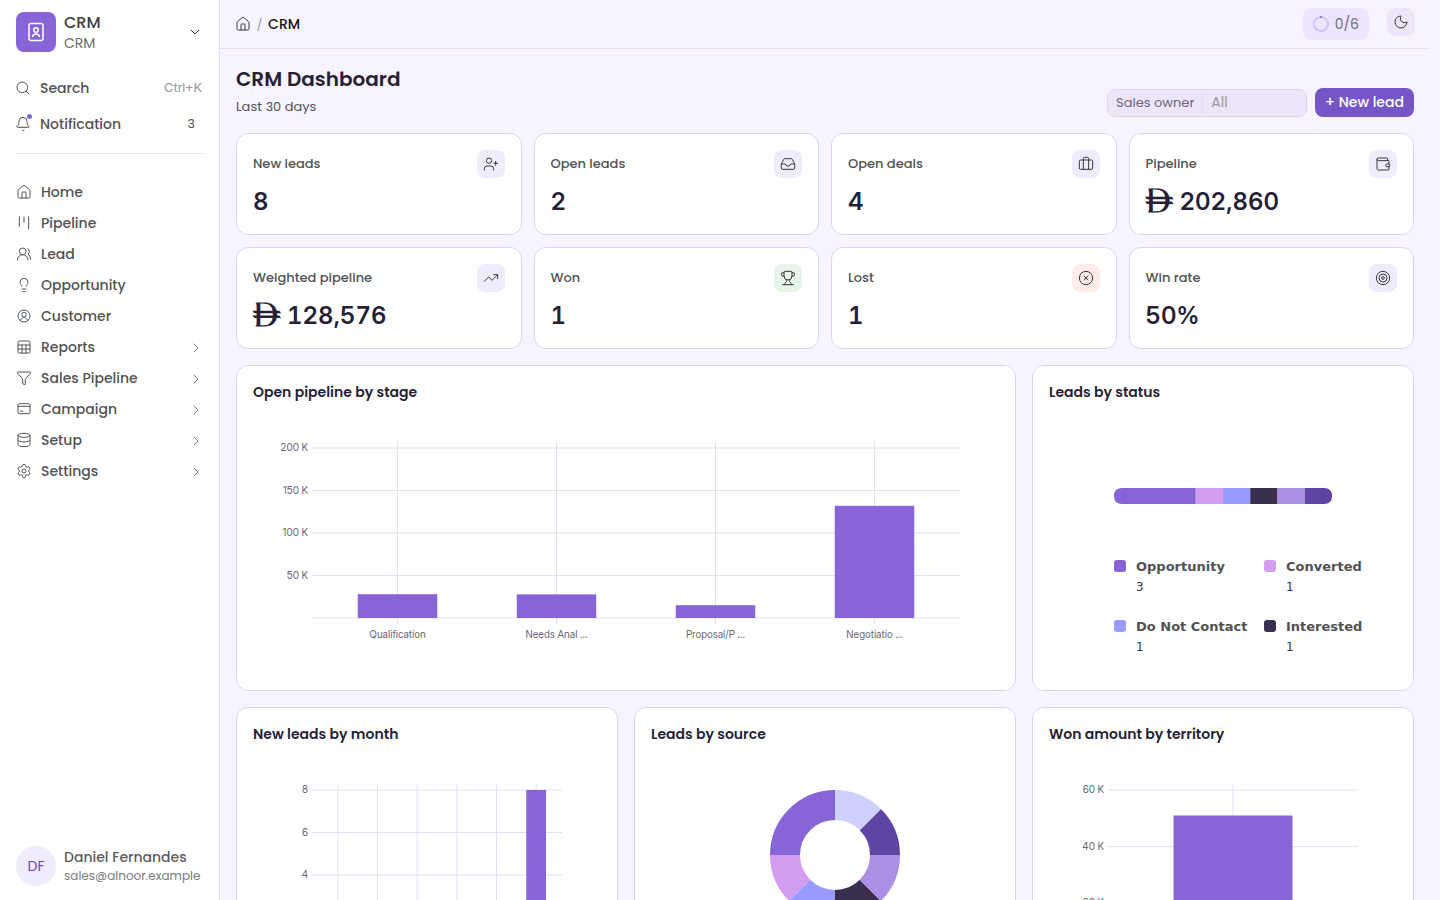 CRM
CRM
Search Ctrl+K
Notification 3
Home
Pipeline
Lead
Opportunity
Customer
Reports
Sales Pipeline
Campaign
Setup
Settings
DF
Daniel Fernandes
sales@alnoor.example
/ CRM
0/6
CRM Dashboard
Last 30 days
Sales owner All
+ New lead
New leads
8
Open leads
2
Open deals
4
Pipeline
202,860
Weighted pipeline
128,576
Won
1
Lost
1
Win rate
50%
Open pipeline by stage
200 K
150 K
100 K
50 K
Qualification Needs Anal ... Proposal/P ... Negotiatio ...
Leads by status
Opportunity
3
Converted
1
Do Not Contact
1
Interested
1
New leads by month
8
6
4
Leads by source
Won amount by territory
60 K
40 K